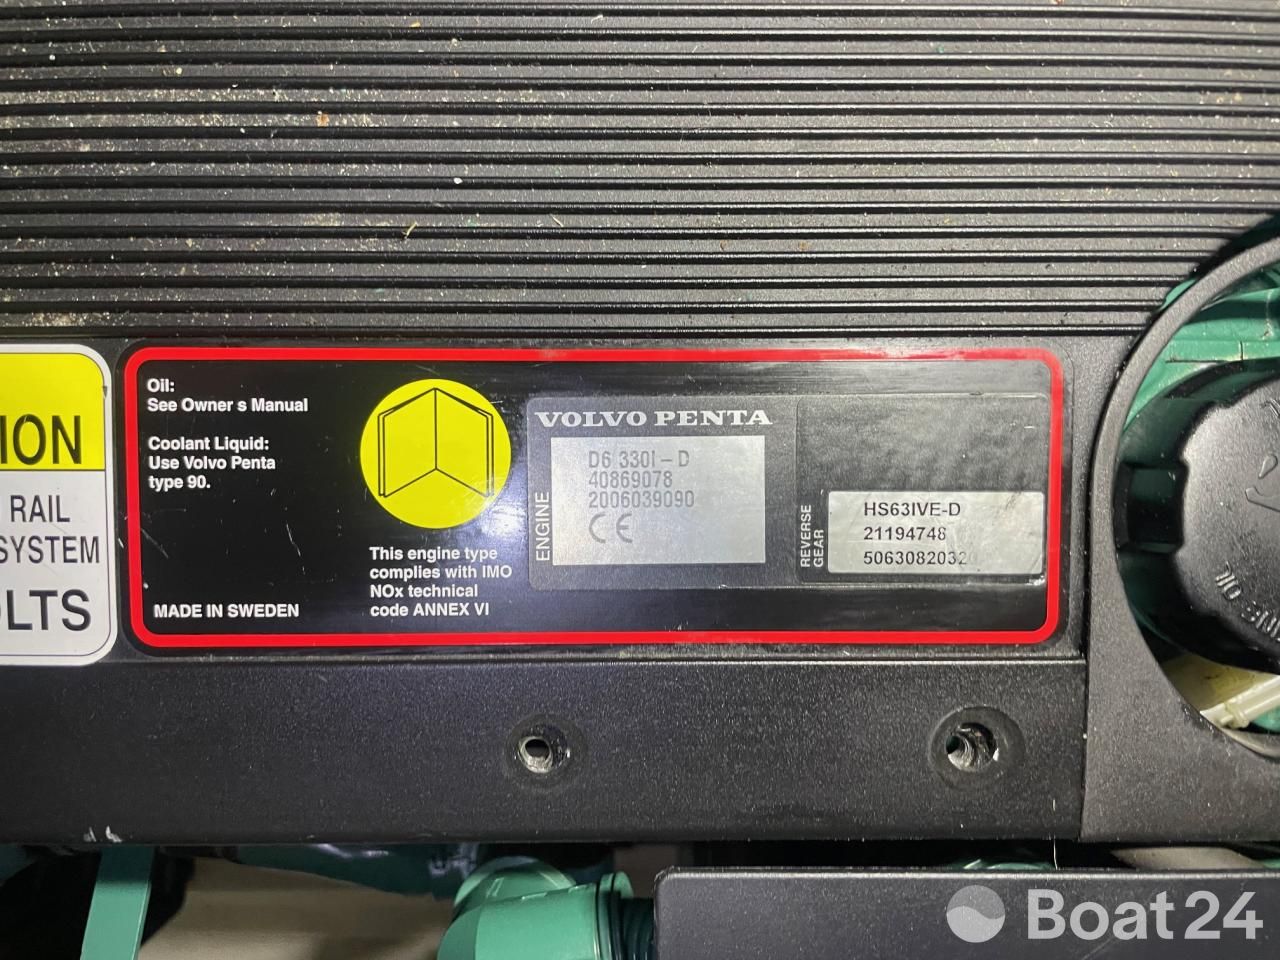 ION
RAIL
SYSTEM
OLTS
Oil:
See Owner s Manual
Coolant Liquid:
Use Volvo Penta
type 90.
MADE IN SWEDEN
This engine type
complies with IMO
NOx technical
code ANNEX VI
VOLVO PENTA
ENGINE
D6 330I-D
40869078
2006039090
CE
REVERSE
GEAR
HS63IVE-D
21194748
5063082032
OIL
Boat24